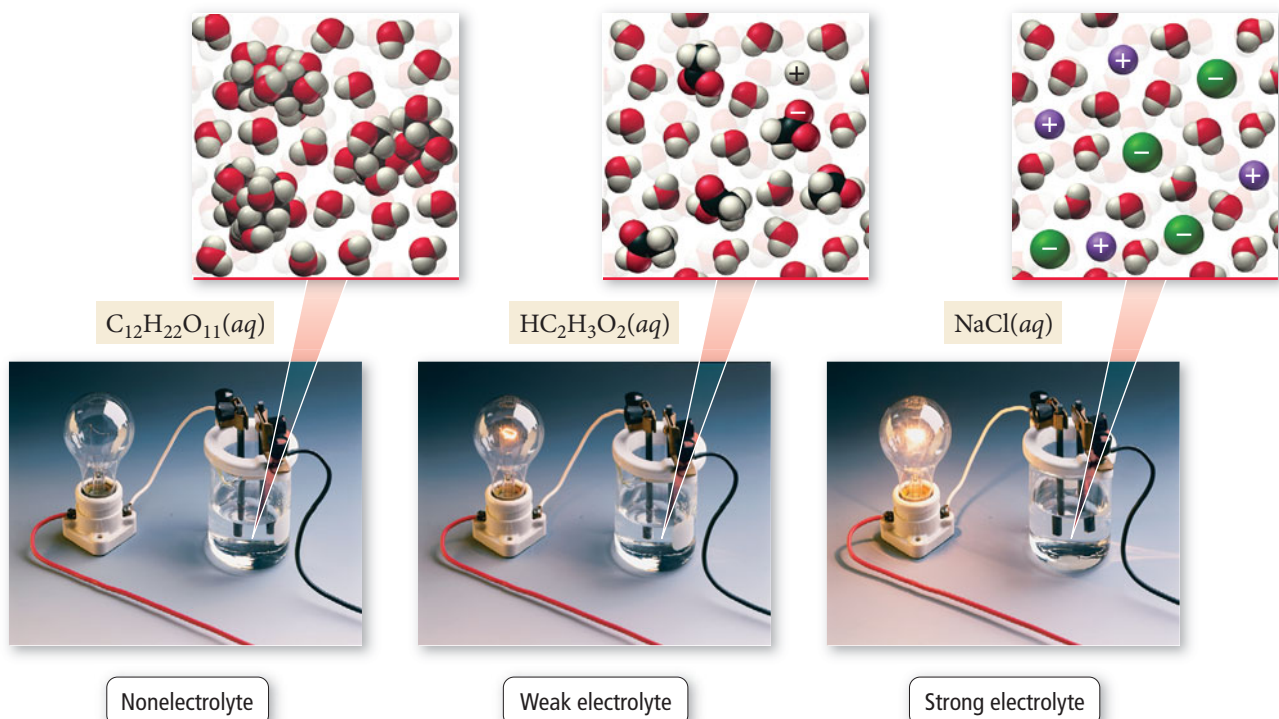 +
−
+
−
+
−
+
−
+
−
C₁₂H₂₂O₁₁(aq)
HC₂H₃O₂(aq)
NaCl(aq)
Nonelectrolyte
Weak electrolyte
Strong electrolyte